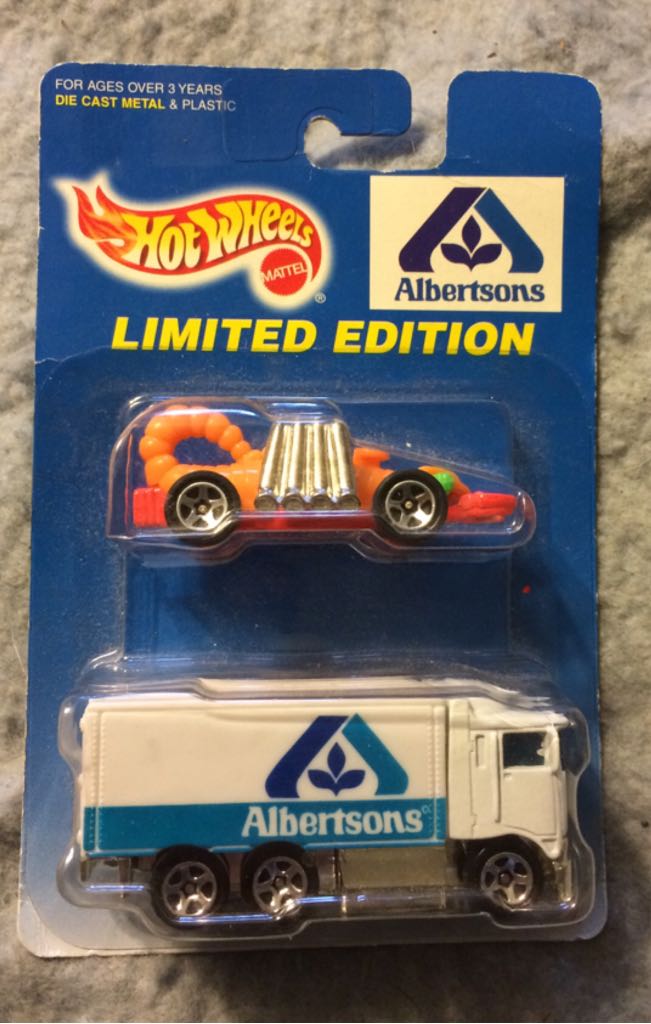 FOR AGES OVER 3 YEARS
DIE CAST METAL & PLASTIC
HOT WHEELS
MATTEL
®
Albertsons
LIMITED EDITION
Albertsons